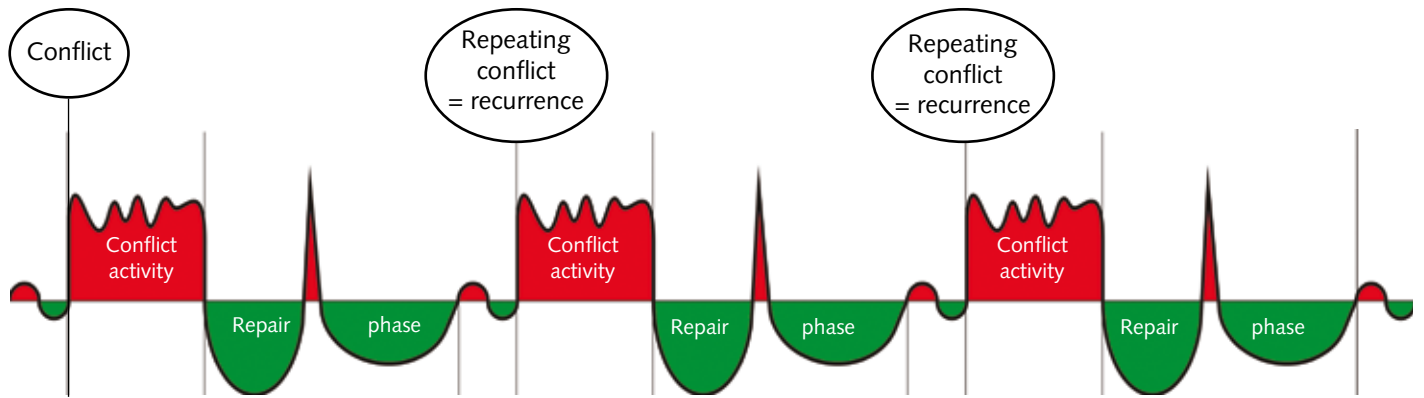 Conflict
Repeating
conflict
= recurrence
Repeating
conflict
= recurrence
Conflict
activity
Repair
phase
Conflict
activity
Repair
phase
Conflict
activity
Repair
phase